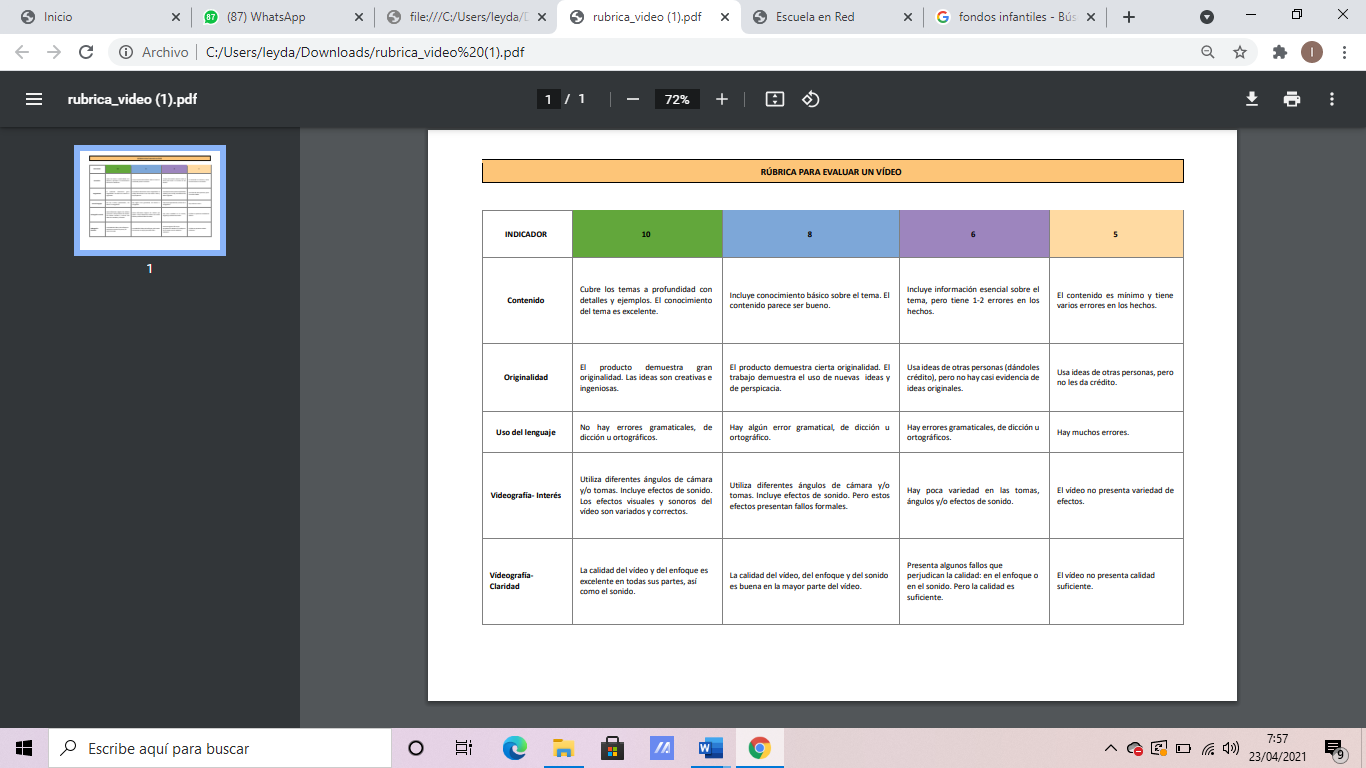 Inicio
(87) WhatsApp
file:///C:/Users/leyda/D
rubrica_video (1).pdf
Escuela en Red
fondos infantiles - Bús
Archivo
C:/Users/leyda/Downloads/rubrica_video%20(1).pdf
I
rubrica_video (1).pdf
1 / 1
72%
1
RÚBRICA PARA EVALUAR UN VÍDEO
INDICADOR
10
8
6
5
Contenido
Cubre los temas a profundidad con
detalles y ejemplos. El conocimiento
del tema es excelente.
Incluye conocimiento básico sobre el tema. El
contenido parece ser bueno.
Incluye información esencial sobre el
tema, pero tiene 1-2 errores en los
hechos.
El contenido es mínimo y tiene
varios errores en los hechos.
Originalidad
El producto demuestra gran
originalidad. Las ideas son creativas e
ingeniosas.
El producto demuestra cierta originalidad. El
trabajo demuestra el uso de nuevas ideas y
de perspicacia.
Usa ideas de otras personas (dándoles
crédito), pero no hay casi evidencia de
ideas originales.
Usa ideas de otras personas, pero
no les da crédito.
Uso del lenguaje
No hay errores gramaticales, de
dicción u ortográficos.
Hay algún error gramatical, de dicción u
ortográfico.
Hay errores gramaticales, de dicción u
ortográficos.
Hay muchos errores.
Videografía- Interés
Utiliza diferentes ángulos de cámara
y/o tomas. Incluye efectos de sonido.
Los efectos visuales y sonoros del
vídeo son variados y correctos.
Utiliza diferentes ángulos de cámara y/o
tomas. Incluye efectos de sonido. Pero estos
efectos presentan fallos formales.
Hay poca variedad en las tomas,
ángulos y/o efectos de sonido.
El vídeo no presenta variedad de
efectos.
Vídeografía-
Claridad
La calidad del vídeo y del enfoque es
excelente en todas sus partes, así
como el sonido.
La calidad del vídeo, del enfoque y del sonido
es buena en la mayor parte del vídeo.
Presenta algunos fallos que
perjudican la calidad: en el enfoque o
en el sonido. Pero la calidad es
suficiente.
El vídeo no presenta calidad
suficiente.
Escribe aquí para buscar
7:57
23/04/2021
9